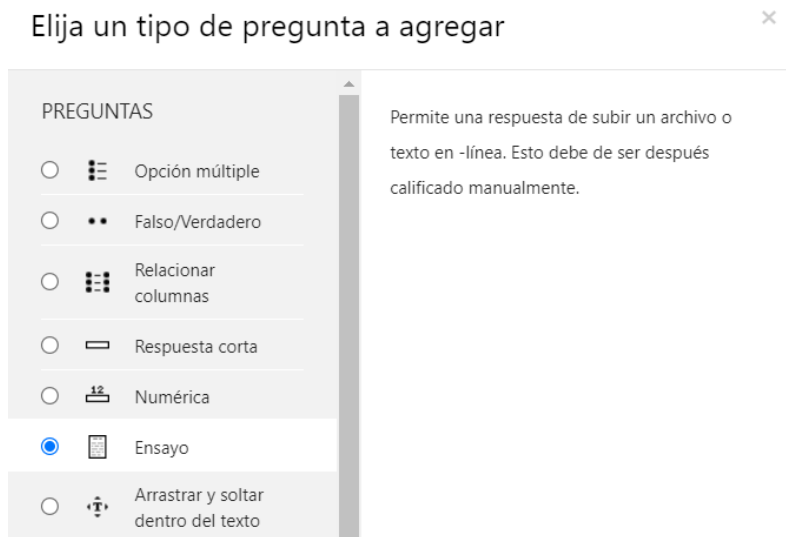 Elija un tipo de pregunta a agregar
×
PREGUNTAS
Opción múltiple
Falso/Verdadero
Relacionar
columnas
Respuesta corta
12
Numérica
Ensayo
T
Arrastrar y soltar
dentro del texto
Permite una respuesta de subir un archivo o
texto en -línea. Esto debe de ser después
calificado manualmente.